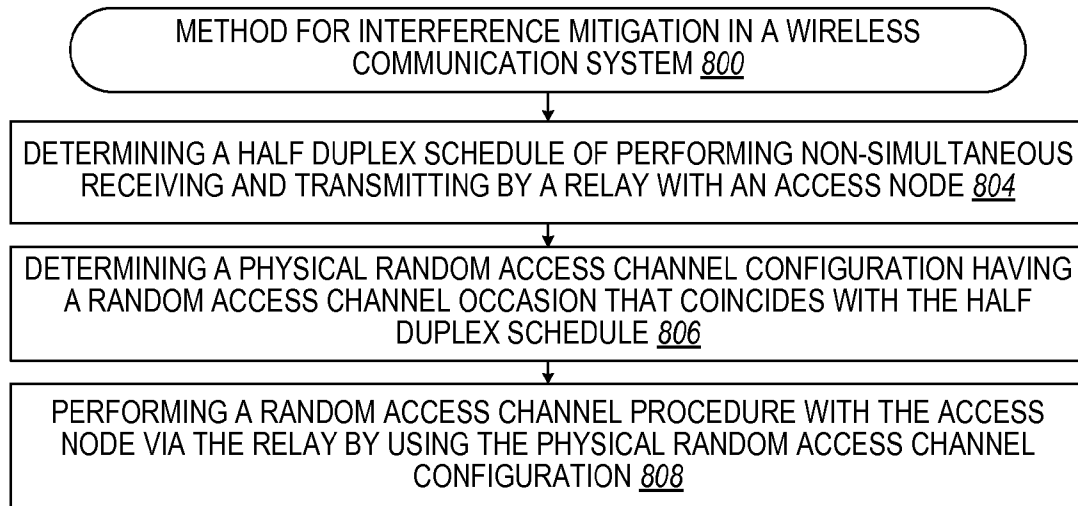 METHOD FOR INTERFERENCE MITIGATION IN A WIRELESS
COMMUNICATION SYSTEM 800
DETERMINING A HALF DUPLEX SCHEDULE OF PERFORMING NON-SIMULTANEOUS
RECEIVING AND TRANSMITTING BY A RELAY WITH AN ACCESS NODE 804
DETERMINING A PHYSICAL RANDOM ACCESS CHANNEL CONFIGURATION HAVING
A RANDOM ACCESS CHANNEL OCCASION THAT COINCIDES WITH THE HALF
DUPLEX SCHEDULE 806
PERFORMING A RANDOM ACCESS CHANNEL PROCEDURE WITH THE ACCESS
NODE VIA THE RELAY BY USING THE PHYSICAL RANDOM ACCESS CHANNEL
CONFIGURATION 808